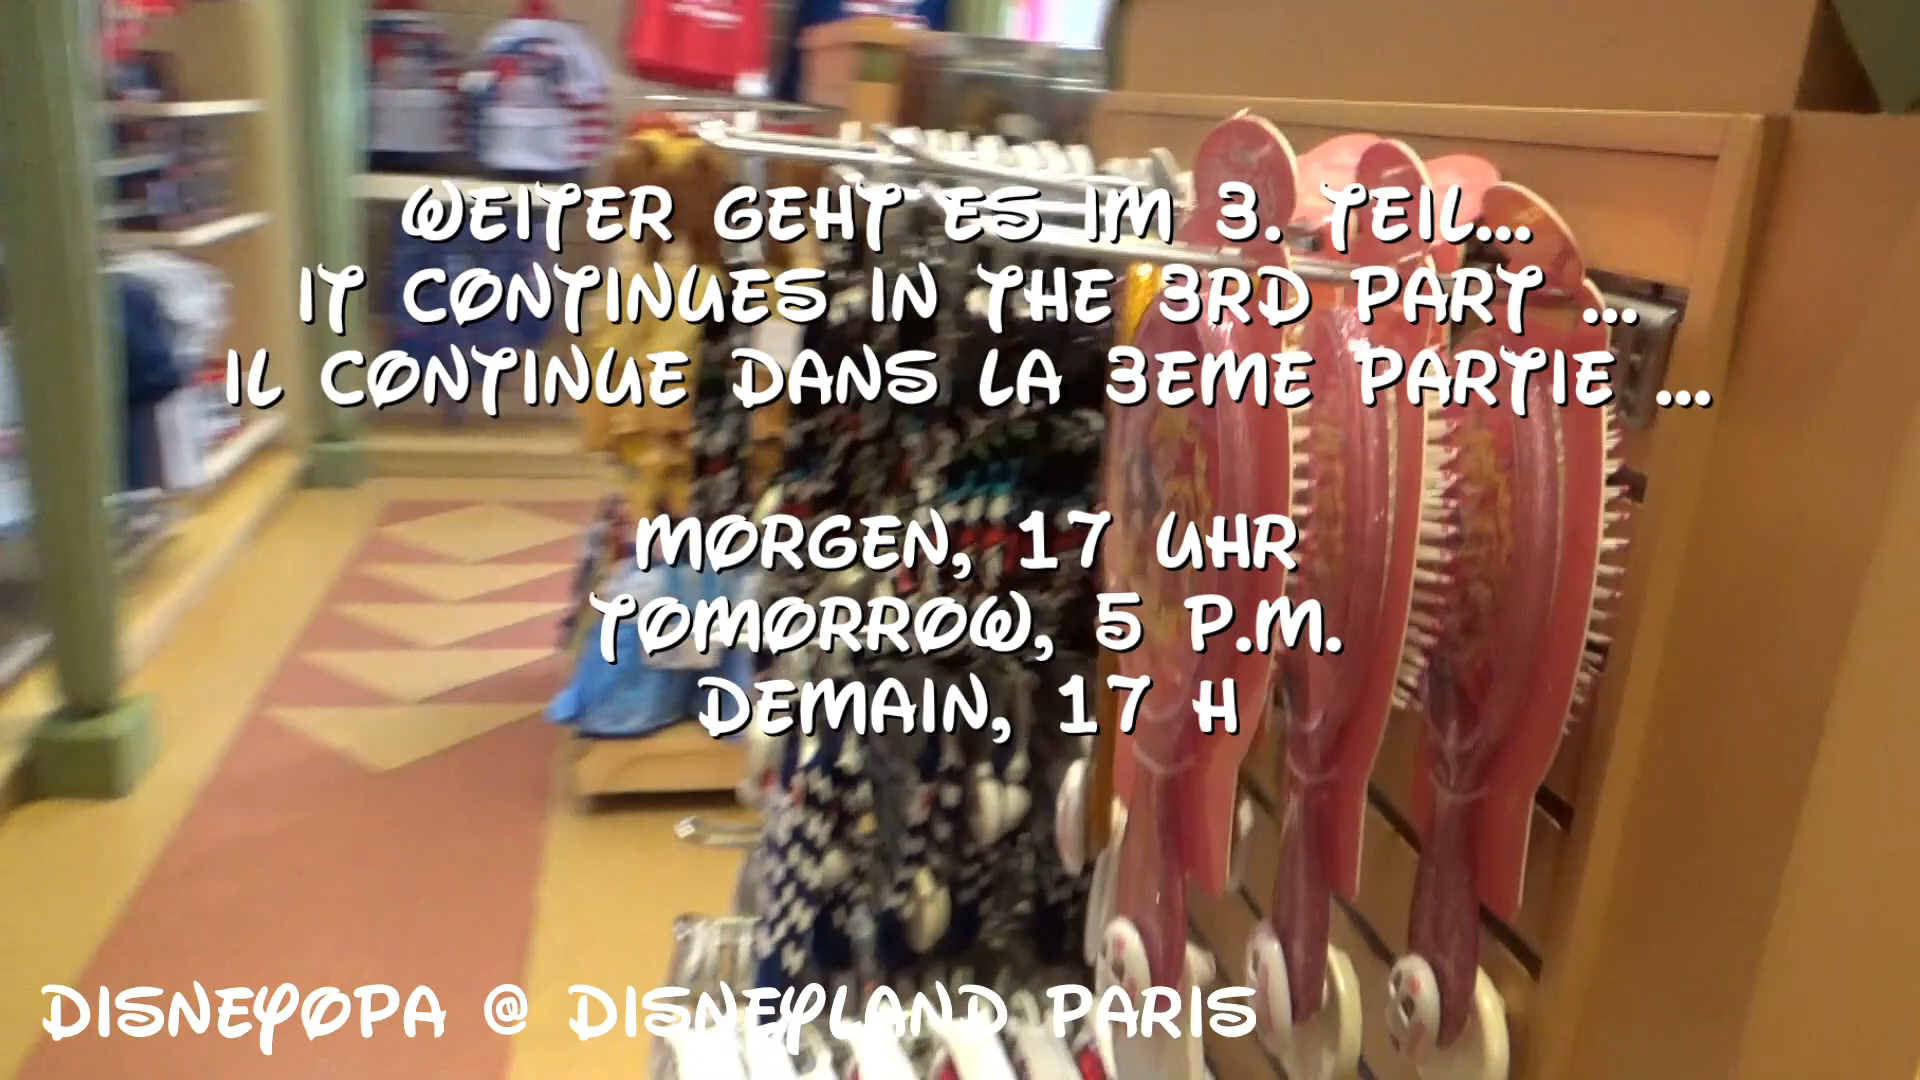 WEITER GEHT ES IM 3. TEIL...
IT CONTINUES IN THE 3RD PART ...
IL CONTINUE DANS LA 3EME PARTIE ...
MORGEN, 17 UHR
TOMORROW, 5 P.M.
DEMAIN, 17 H
DISNEYOPA @ DISNEYLAND PARIS